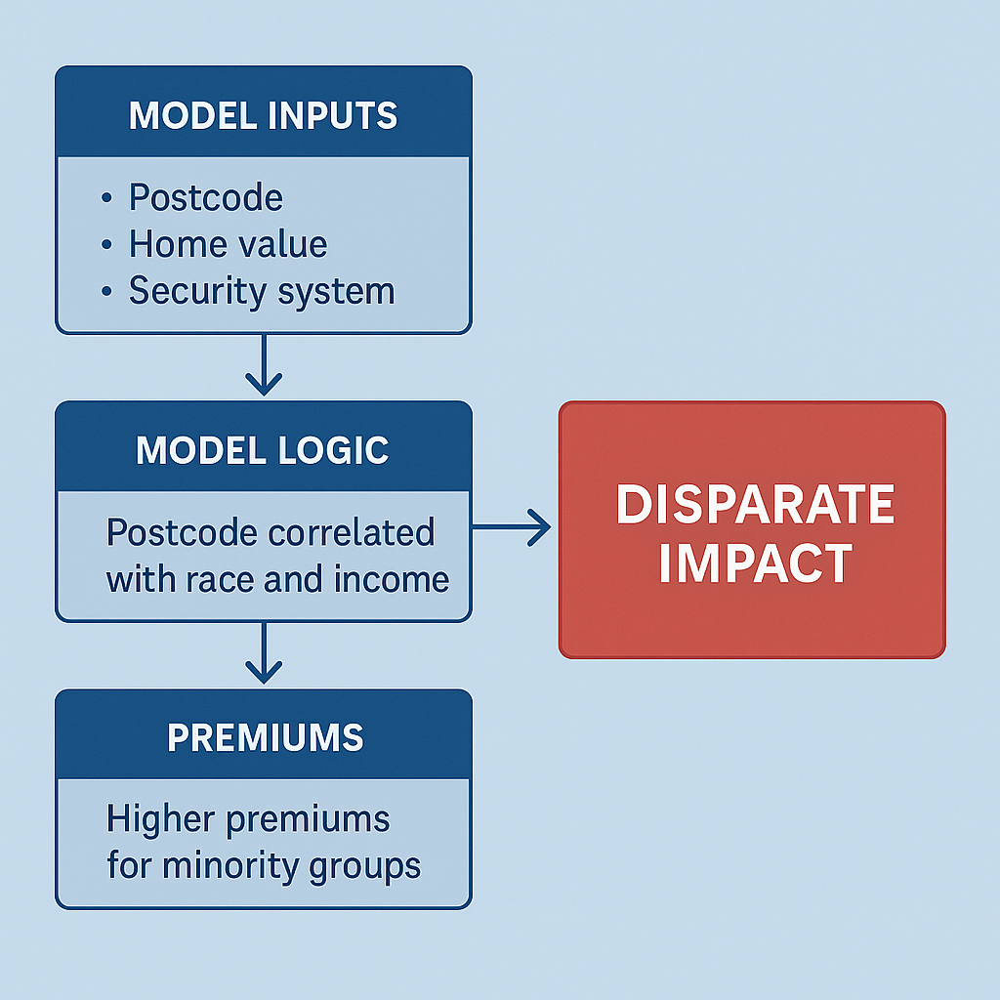 MODEL INPUTS
• Postcode
• Home value
• Security system
MODEL LOGIC
Postcode correlated
with race and income
DISPARATE
IMPACT
PREMIUMS
Higher premiums
for minority groups